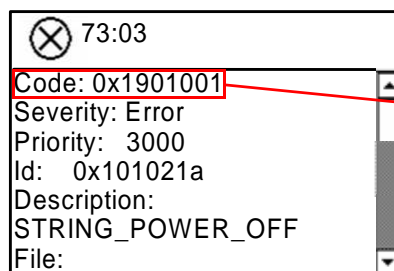 73:03
Code: 0x1901001
Severity: Error
Priority: 3000
Id: 0x101021a
Description:
STRING_POWER_OFF
File: